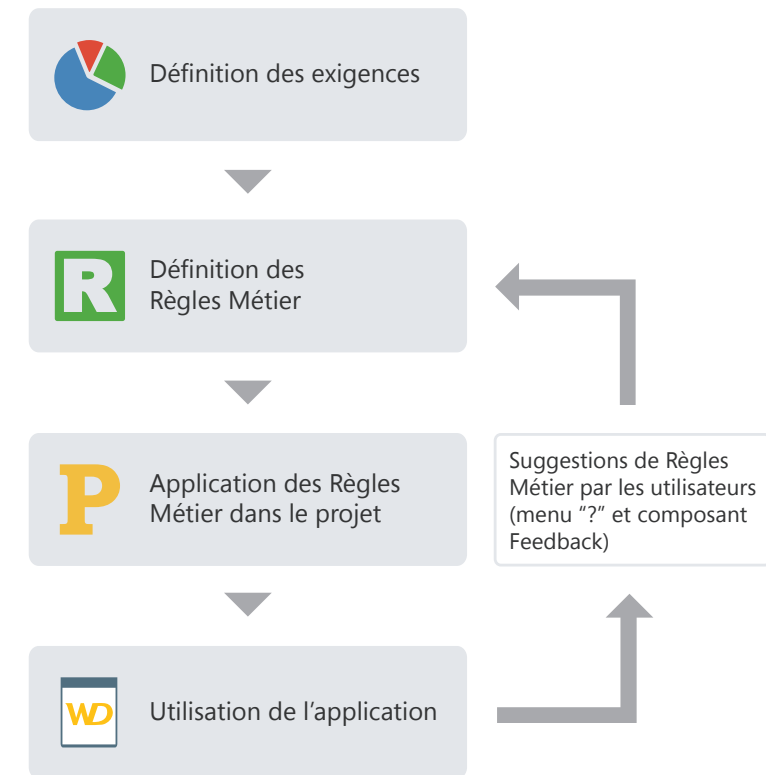 Définition des exigences
R
Définition des
Règles Métier
P
Application des Règles
Métier dans le projet
Suggestions de Règles
Métier par les utilisateurs
(menu “?” et composant
Feedback)
WD
Utilisation de l’application